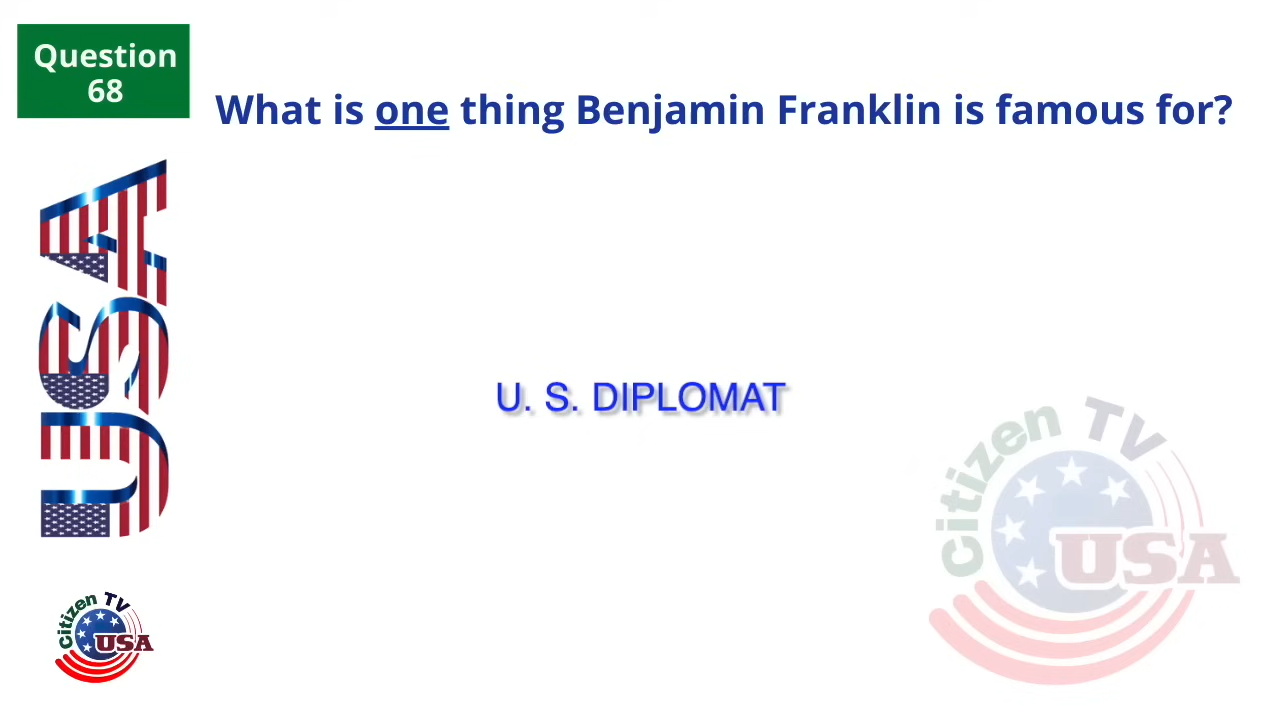 Question
68
What is one thing Benjamin Franklin is famous for?
USA
U. S. DIPLOMAT
Citizen TV
USA
Citizen TV
USA